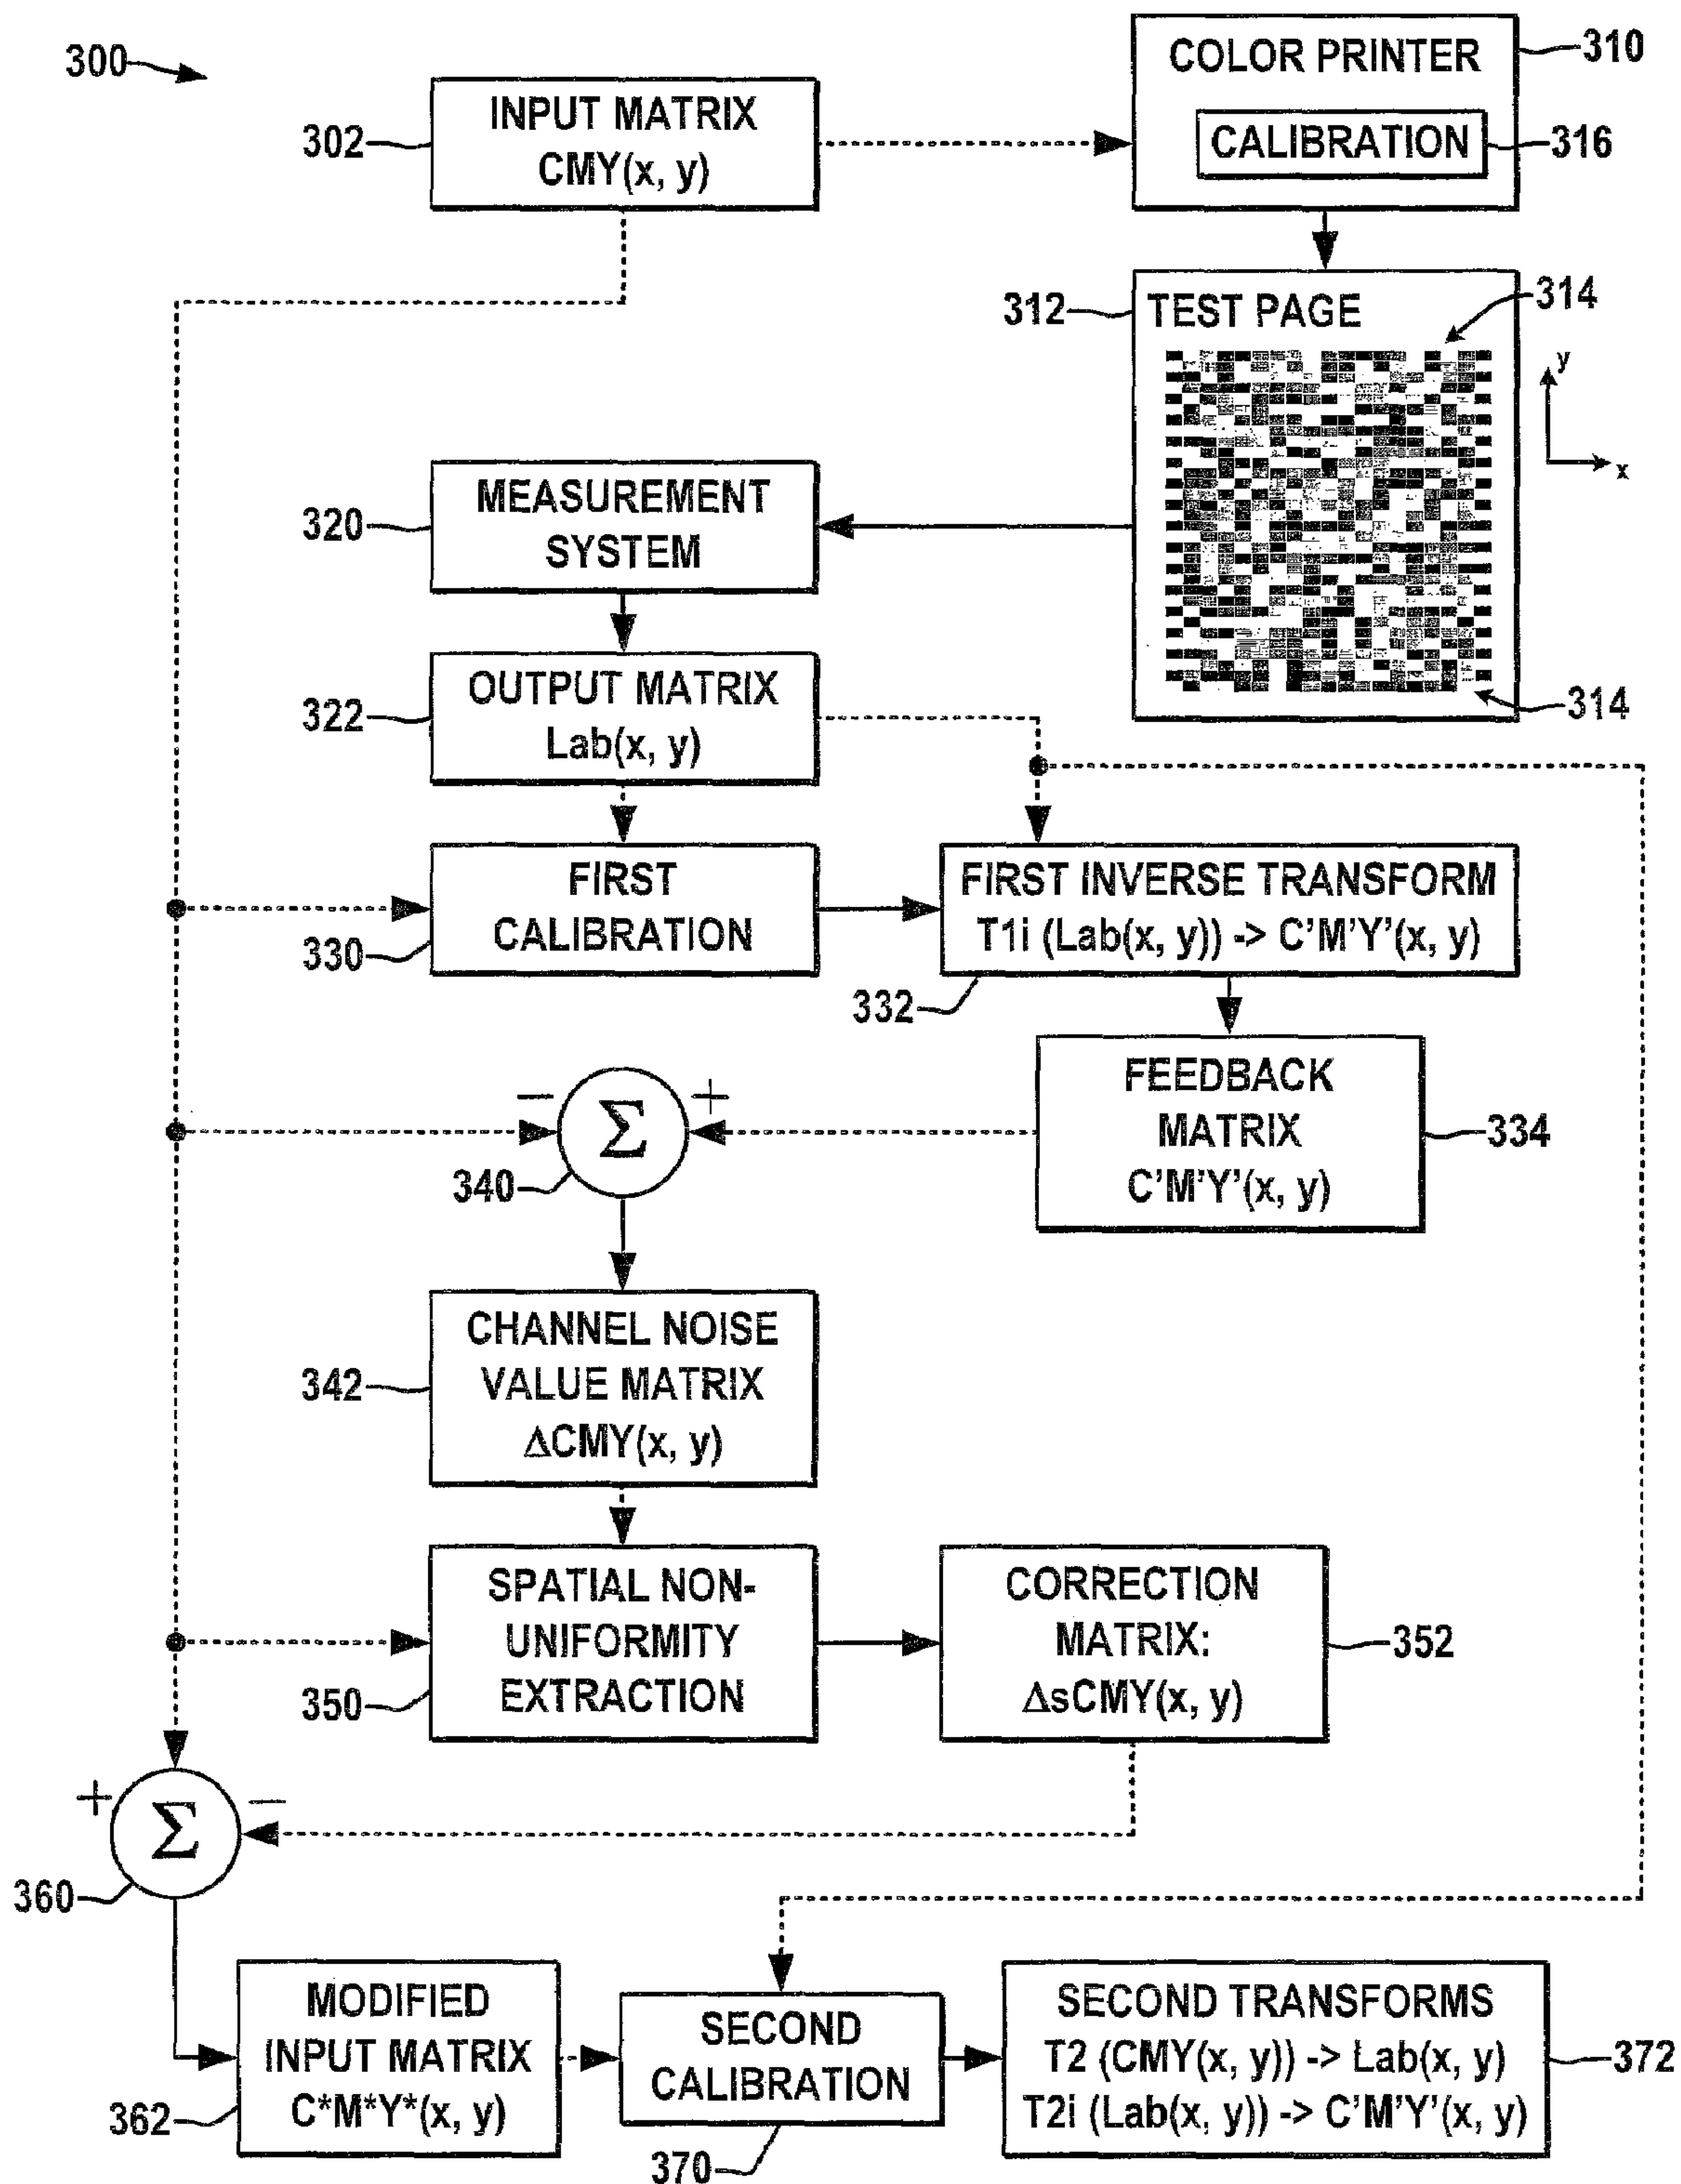 300
INPUT MATRIX
CMY(x, y)
302
COLOR PRINTER
310
CALIBRATION
316
312
TEST PAGE
314
y
x
314
MEASUREMENT
SYSTEM
320
OUTPUT MATRIX
Lab(x, y)
322
FIRST
CALIBRATION
330
FIRST INVERSE TRANSFORM
T1i (Lab(x, y)) -> C'M'Y'(x, y)
332
FEEDBACK
MATRIX
C'M'Y'(x, y)
334
− Σ +
340
CHANNEL NOISE
VALUE MATRIX
ΔCMY(x, y)
342
SPATIAL NON-
UNIFORMITY
EXTRACTION
350
CORRECTION
MATRIX:
ΔsCMY(x, y)
352
+ Σ −
360
MODIFIED
INPUT MATRIX
C*M*Y*(x, y)
362
SECOND
CALIBRATION
370
SECOND TRANSFORMS
T2 (CMY(x, y)) -> Lab(x, y)
T2i (Lab(x, y)) -> C'M'Y'(x, y)
372